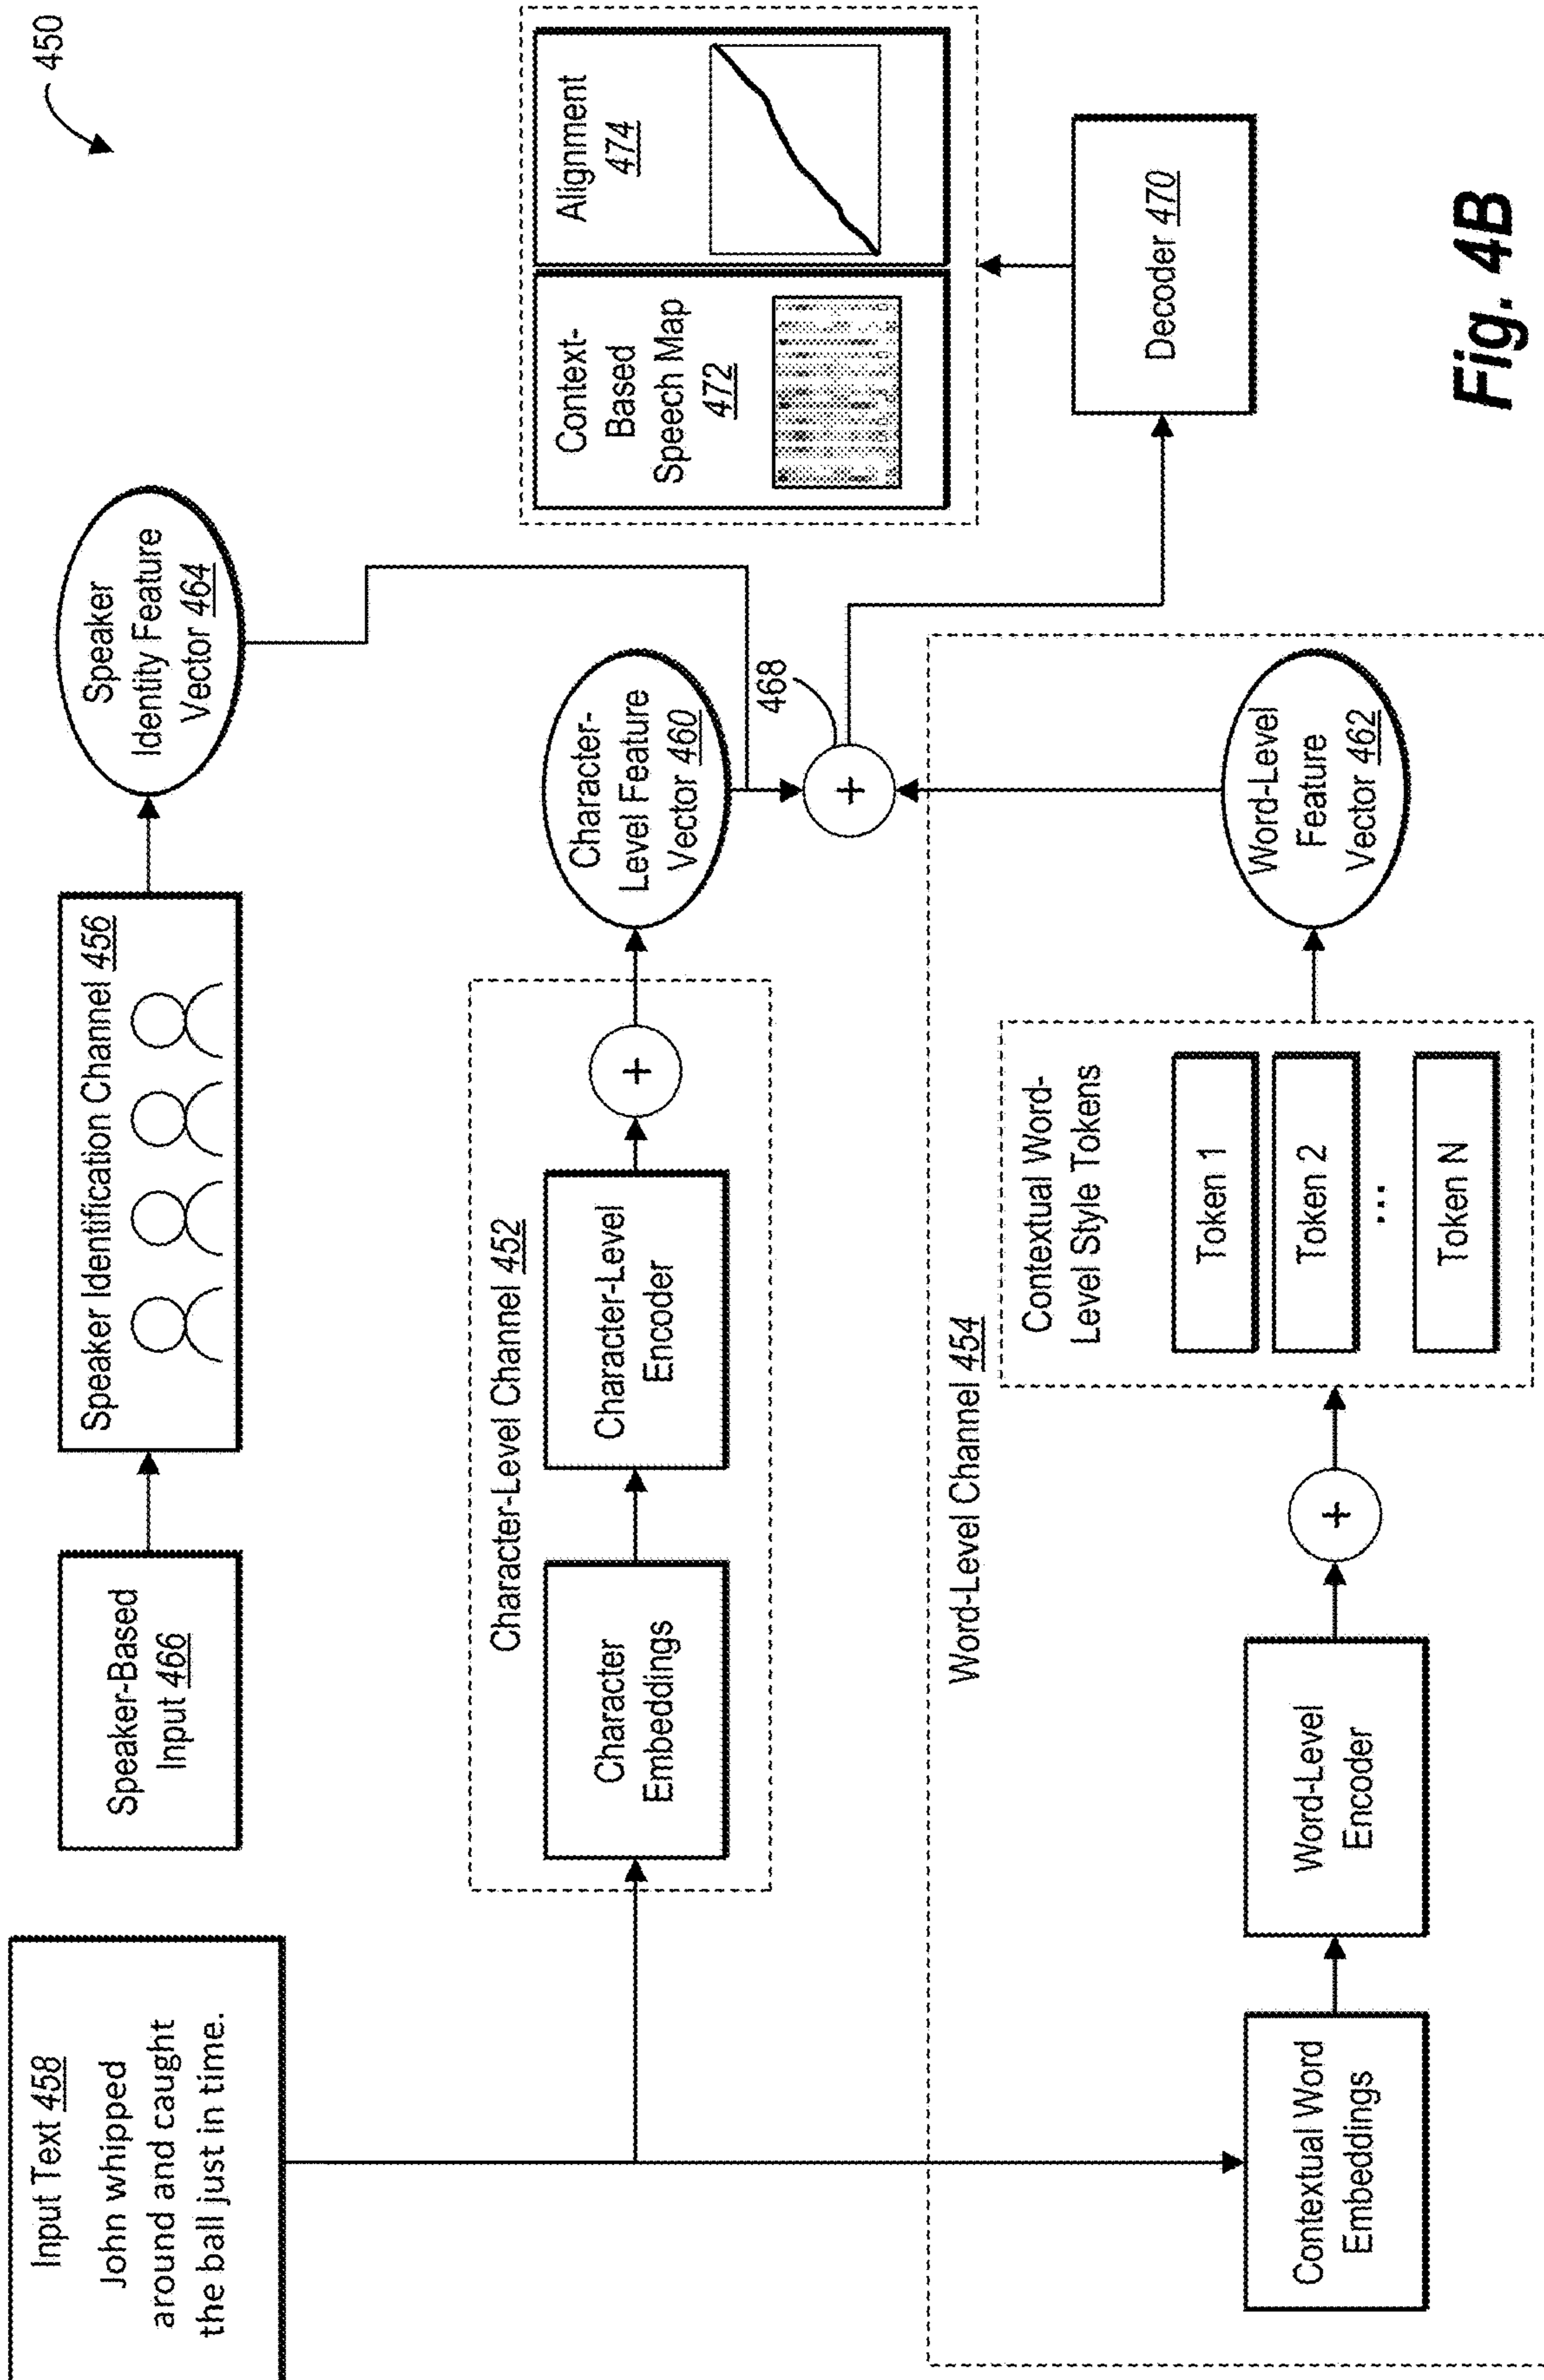 450
Input Text 458
John whipped
around and caught
the ball just in time.
Speaker-Based
Input 466
Speaker Identification Channel 456
Speaker
Identity Feature
Vector 464
Character-Level Channel 452
Character
Embeddings
Character-Level
Encoder
+
Character-
Level Feature
Vector 460
468
+
Word-Level Channel 454
Contextual Word
Embeddings
Word-Level
Encoder
+
Contextual Word-
Level Style Tokens
Token 1
Token 2
...
Token N
Word-Level
Feature
Vector 462
Context-
Based
Speech Map
472
Alignment
474
Decoder 470
Fig. 4B